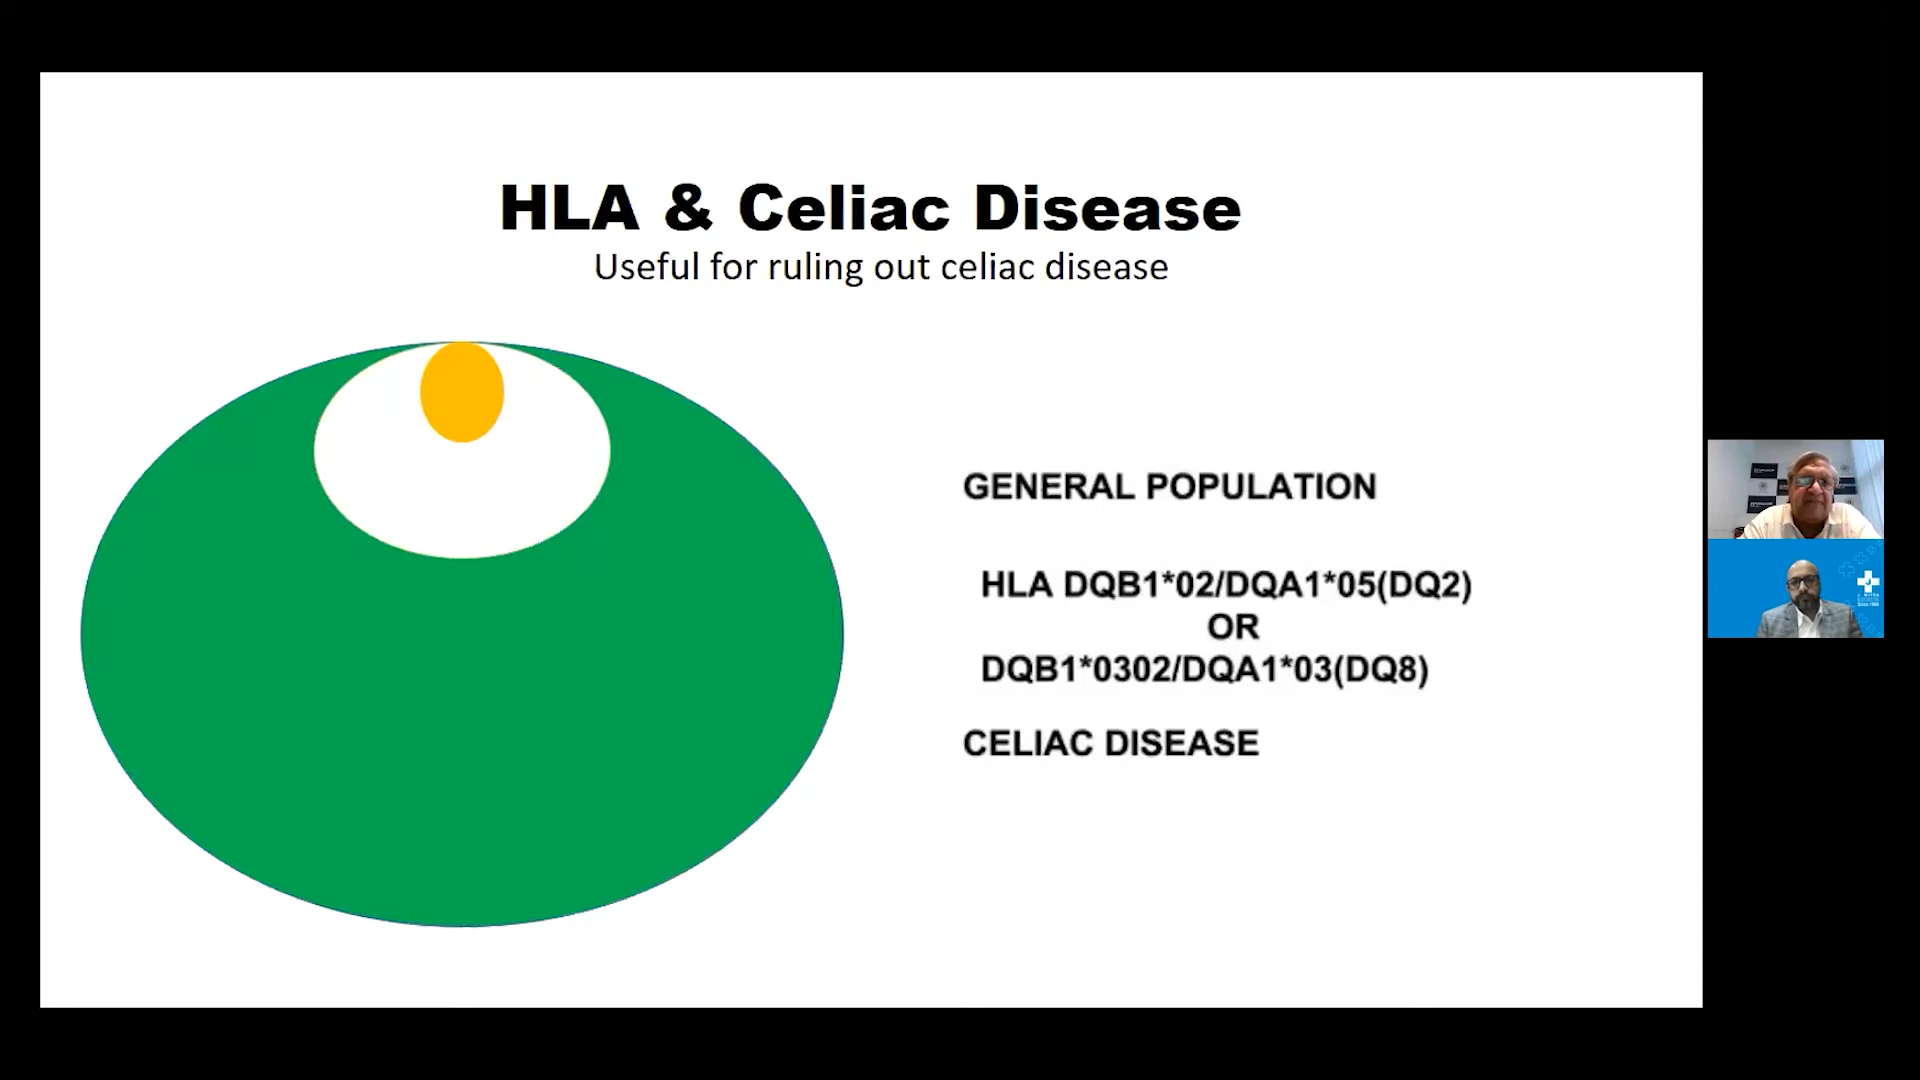 HLA & Celiac Disease
Useful for ruling out celiac disease
GENERAL POPULATION
HLA DQB1*02/DQA1*05(DQ2)
OR
DQB1*0302/DQA1*03(DQ8)
CELIAC DISEASE